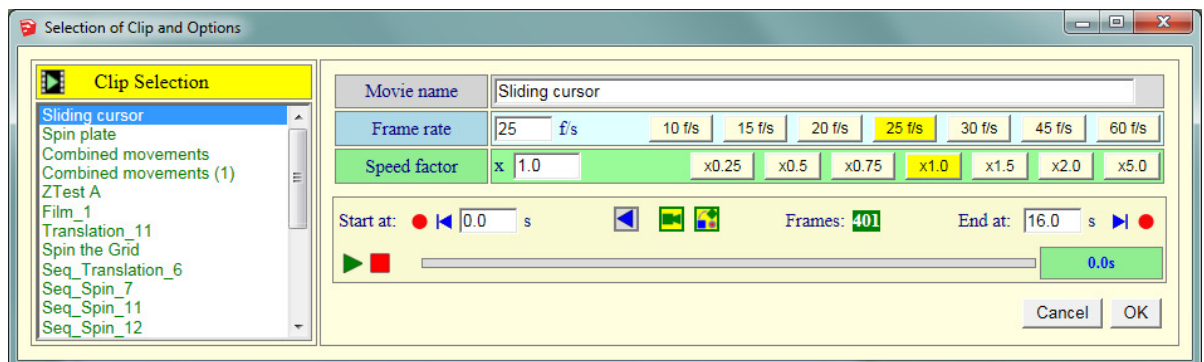 Selection of Clip and Options
Clip Selection
Sliding cursor
Spin plate
Combined movements
Combined movements (1)
ZTest A
Film_1
Translation_11
Spin the Grid
Seq_Translation_6
Seq_Spin_7
Seq_Spin_11
Seq_Spin_12
Movie name Sliding cursor
Frame rate 25 f/s 10 f/s 15 f/s 20 f/s 25 f/s 30 f/s 45 f/s 60 f/s
Speed factor x 1.0 x0.25 x0.5 x0.75 x1.0 x1.5 x2.0 x5.0
Start at: 0.0 s Frames: 401 End at: 16.0 s
0.0s
Cancel OK